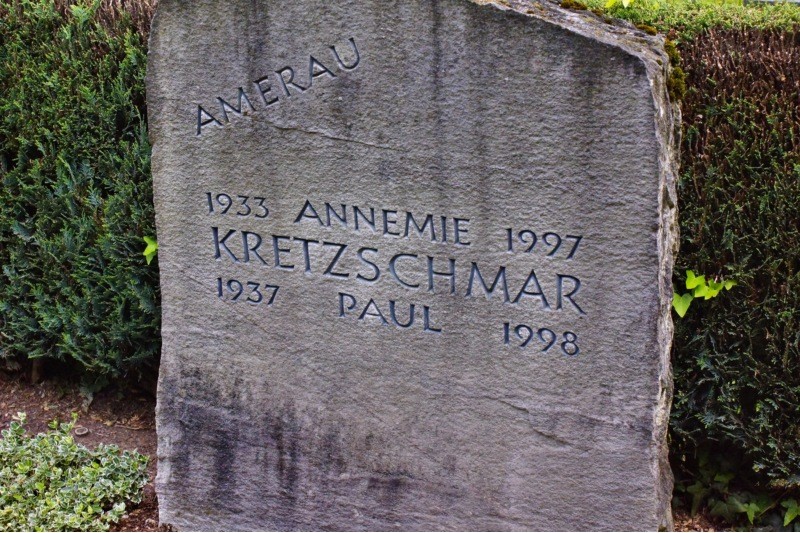 AMERAU
1933 ANNEMIE 1997
KRETZSCHMAR
1937 PAUL 1998